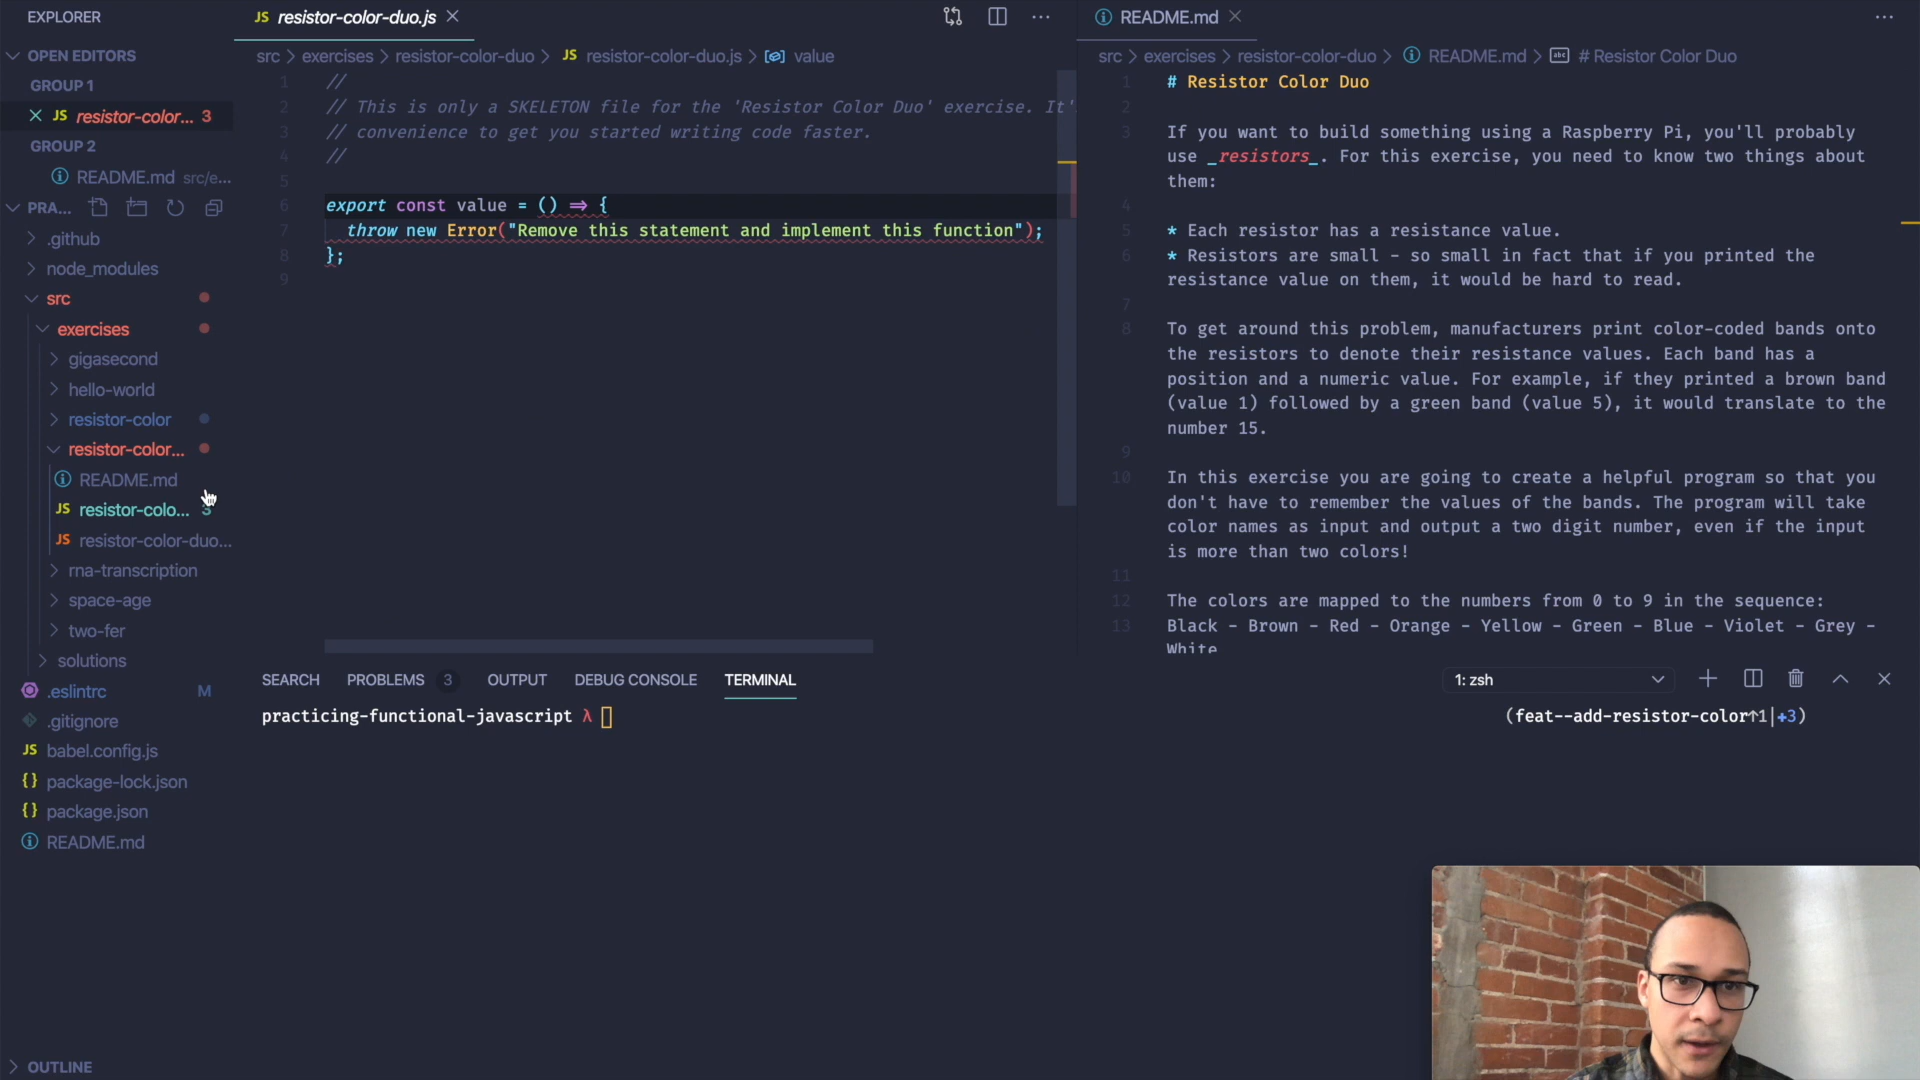 EXPLORER
OPEN EDITORS
GROUP 1
JS resistor-color... 3
GROUP 2
README.md src/e...
PRA...
.github
node_modules
src
exercises
gigasecond
hello-world
resistor-color
resistor-color...
README.md
JS resistor-colo... 3
JS resistor-color-duo...
rna-transcription
space-age
two-fer
solutions
.eslintrc M
.gitignore
JS babel.config.js
{} package-lock.json
{} package.json
README.md
OUTLINE
JS resistor-color-duo.js
src > exercises > resistor-color-duo > JS resistor-color-duo.js > value
1 //
2 // This is only a SKELETON file for the 'Resistor Color Duo' exercise. It'
3 // convenience to get you started writing code faster.
4 //
5
6 export const value = () => {
7 throw new Error("Remove this statement and implement this function");
8 };
9
README.md
src > exercises > resistor-color-duo > README.md > abc # Resistor Color Duo
1 # Resistor Color Duo
2
3 If you want to build something using a Raspberry Pi, you'll probably
use _resistors_. For this exercise, you need to know two things about
them:
4
5 * Each resistor has a resistance value.
6 * Resistors are small - so small in fact that if you printed the
resistance value on them, it would be hard to read.
7
8 To get around this problem, manufacturers print color-coded bands onto
the resistors to denote their resistance values. Each band has a
position and a numeric value. For example, if they printed a brown band
(value 1) followed by a green band (value 5), it would translate to the
number 15.
9
10 In this exercise you are going to create a helpful program so that you
don't have to remember the values of the bands. The program will take
color names as input and output a two digit number, even if the input
is more than two colors!
11
12 The colors are mapped to the numbers from 0 to 9 in the sequence:
13 Black - Brown - Red - Orange - Yellow - Green - Blue - Violet - Grey -
White
SEARCH PROBLEMS 3 OUTPUT DEBUG CONSOLE TERMINAL 1: zsh
practicing-functional-javascript λ (feat--add-resistor-color↑1|+3)